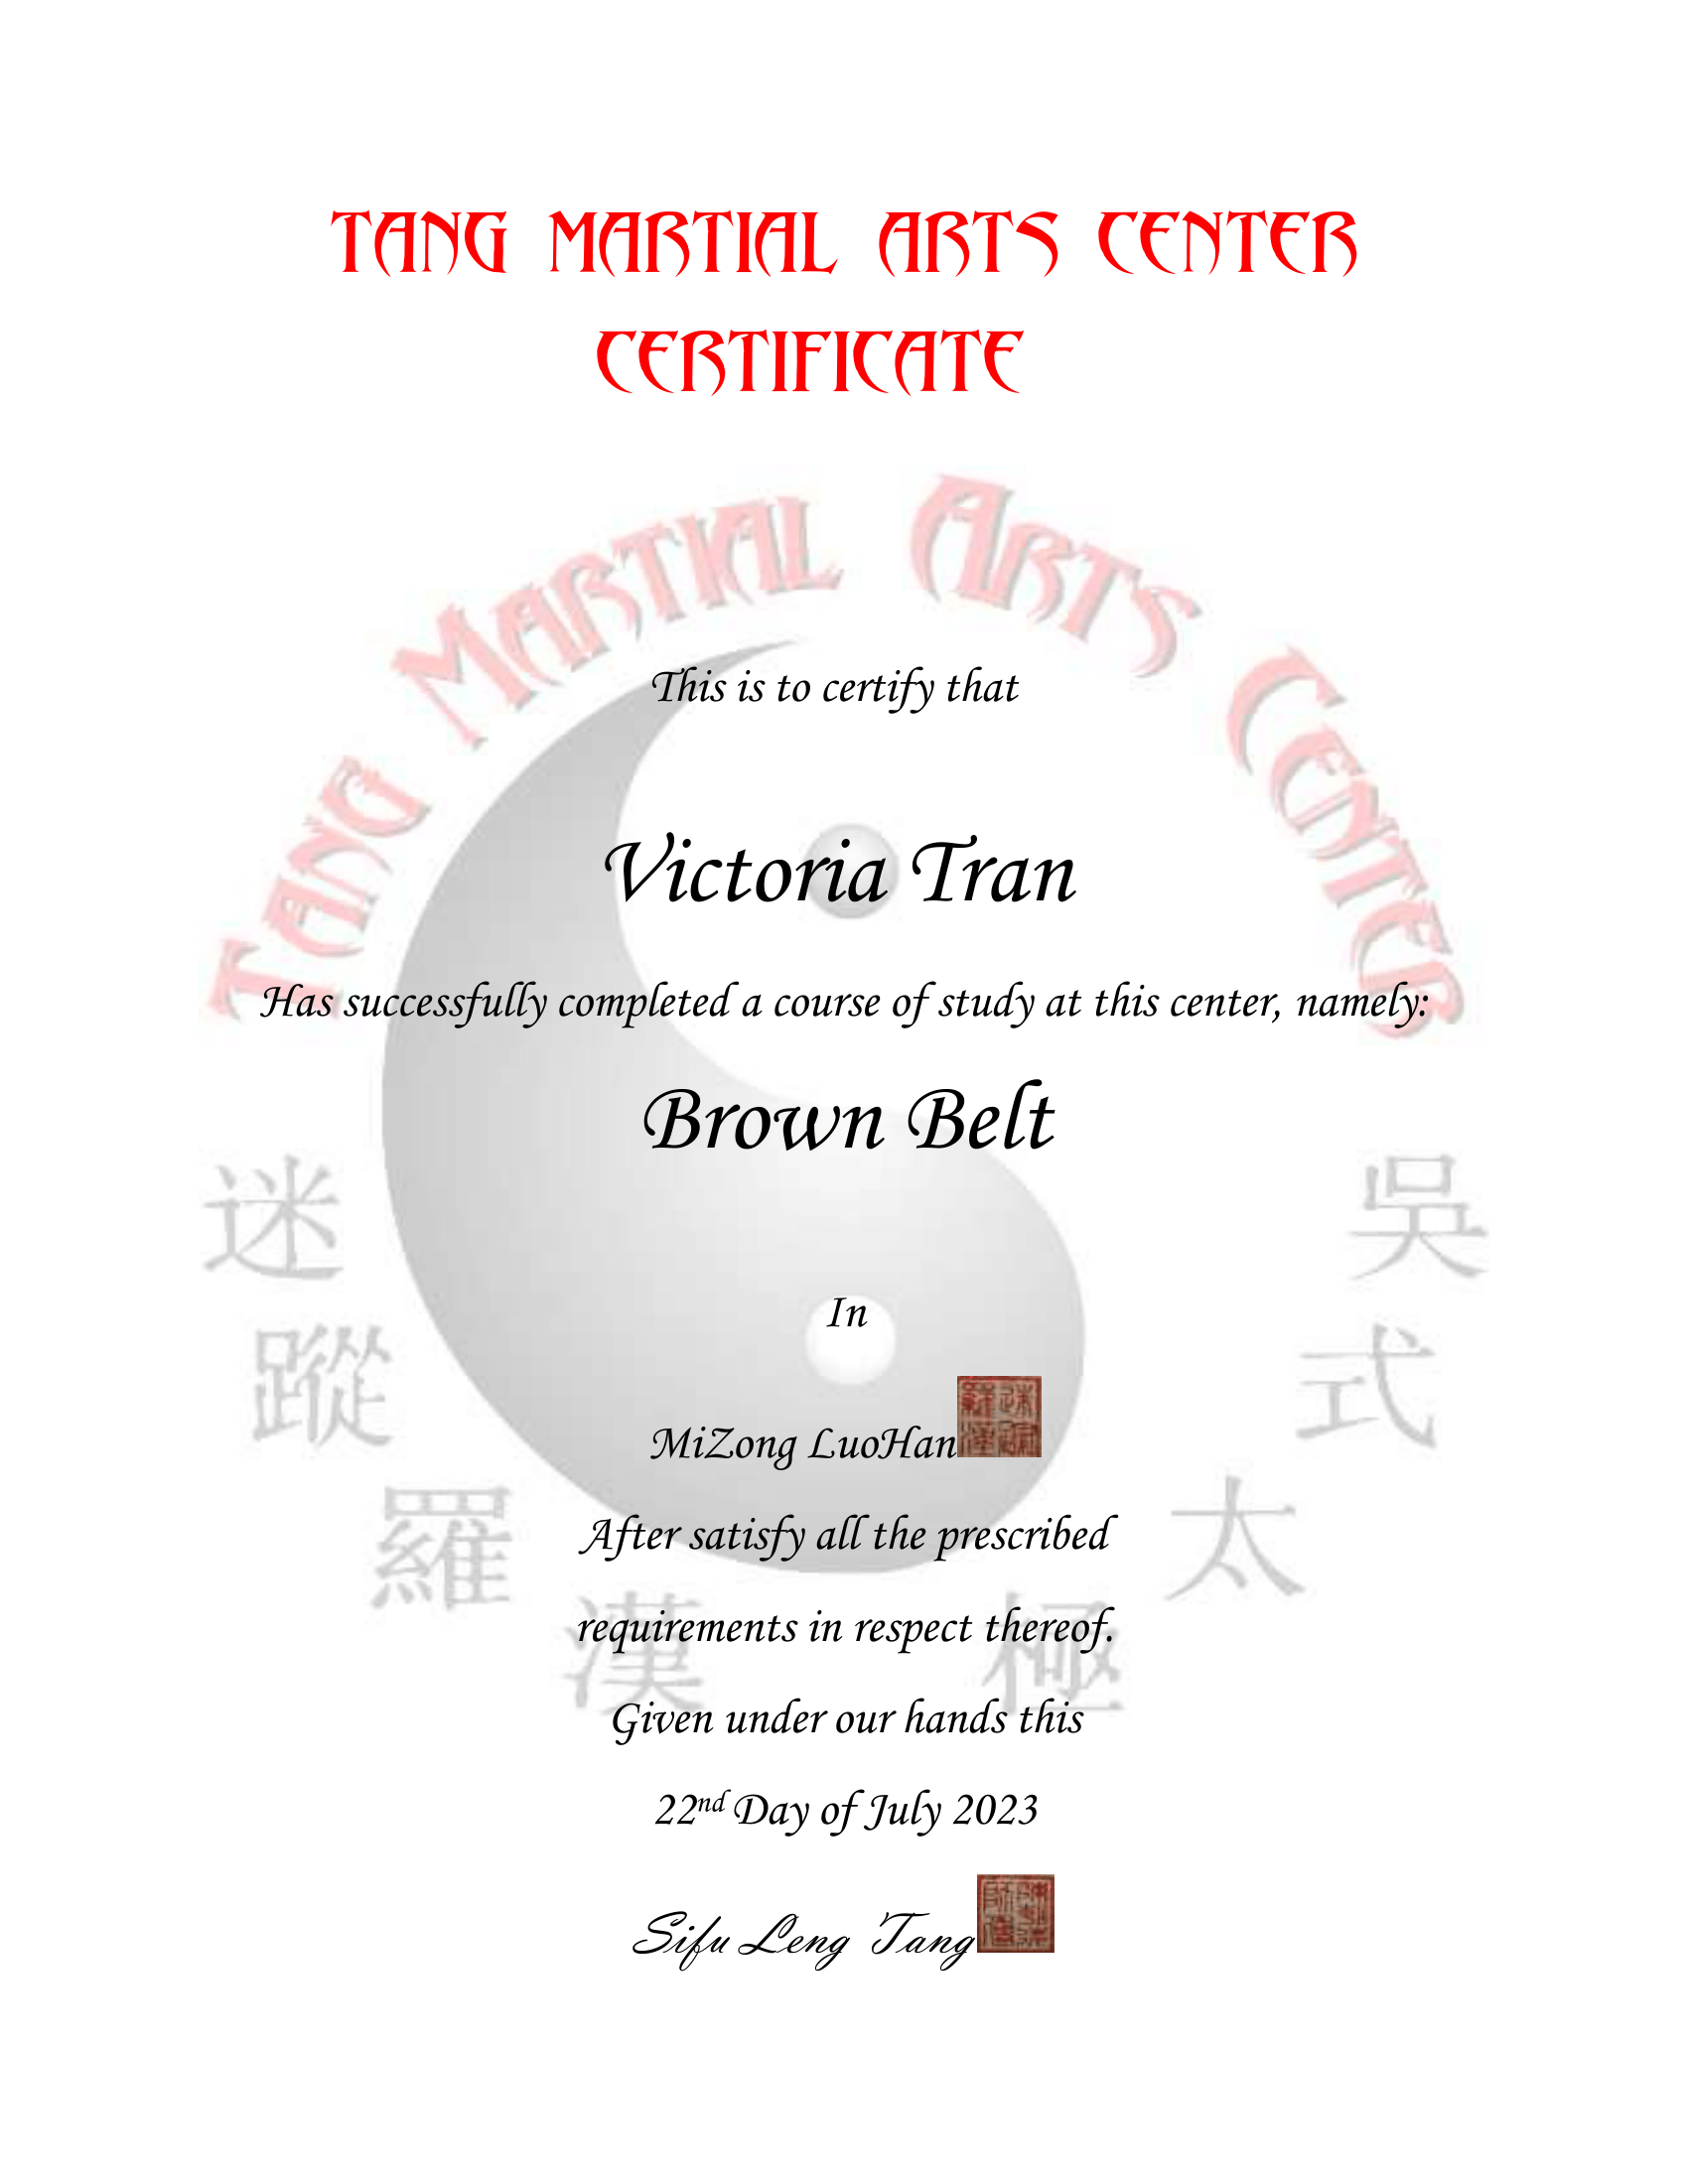 TANG MARTIAL ARTS CENTER
CERTIFICATE
TANG MARTIAL ARTS CENTER
This is to certify that
Victoria Tran
Has successfully completed a course of study at this center, namely:
Brown Belt
In
MiZong LuoHan
After satisfy all the prescribed
requirements in respect thereof.
Given under our hands this
22nd Day of July 2023
Sifu Leng Tang
迷蹤羅漢
吳式太極